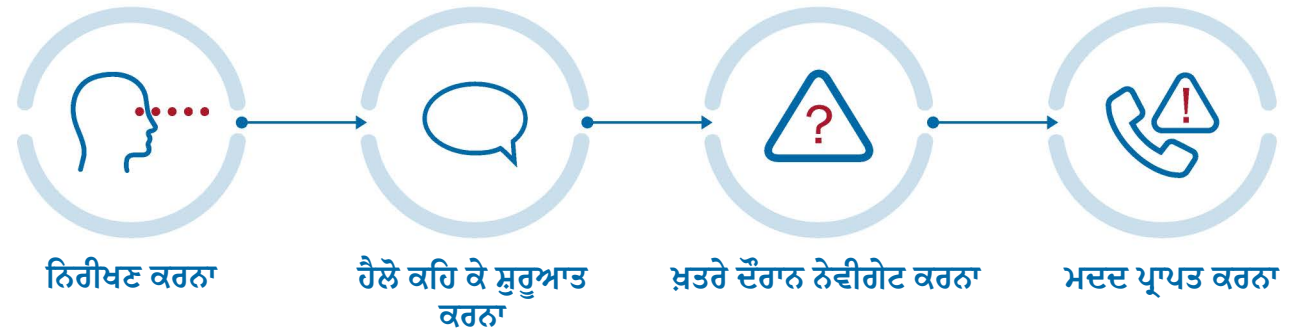 ?
!
ਨਿਰੀਖਣ ਕਰਨਾ
ਹੈਲੋ ਕਹਿ ਕੇ ਸ਼ੁਰੂਆਤ
ਕਰਨਾ
ਖ਼ਤਰੇ ਦੌਰਾਨ ਨੇਵੀਗੇਟ ਕਰਨਾ
ਮਦਦ ਪ੍ਰਾਪਤ ਕਰਨਾ